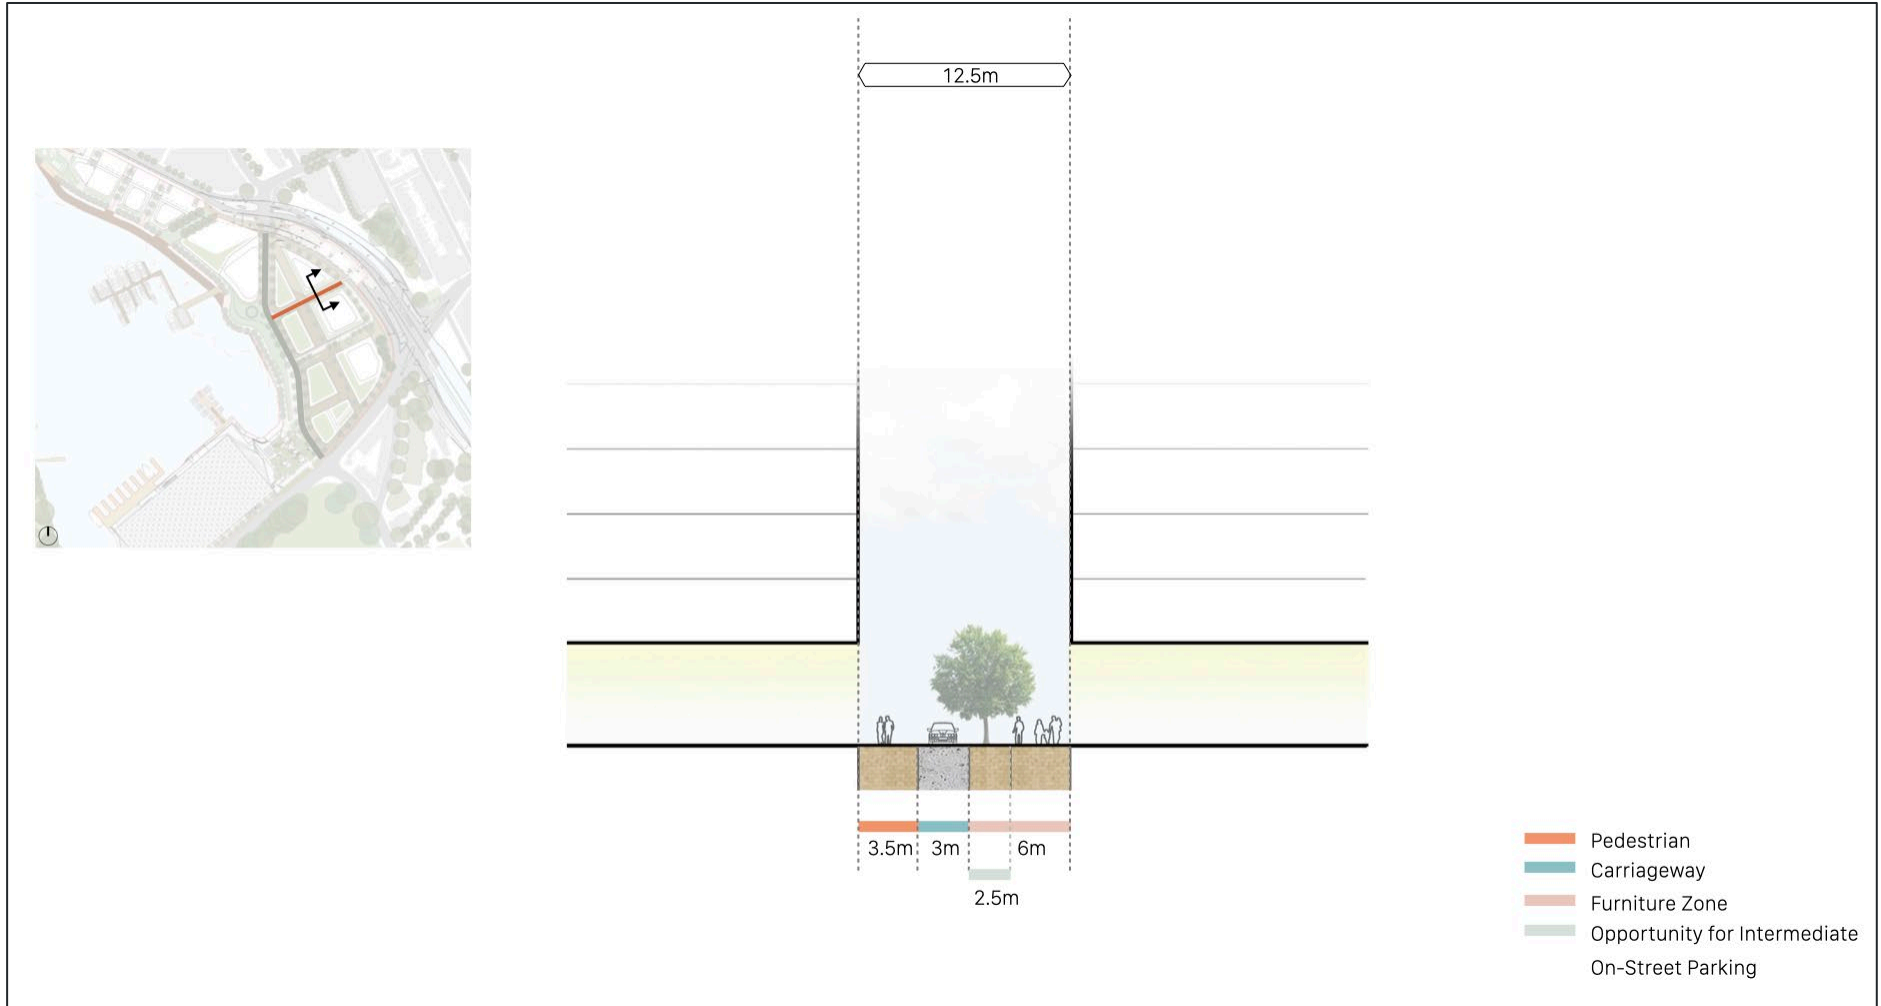 12.5m
3.5m 3m 6m
2.5m
Pedestrian
Carriageway
Furniture Zone
Opportunity for Intermediate
On-Street Parking